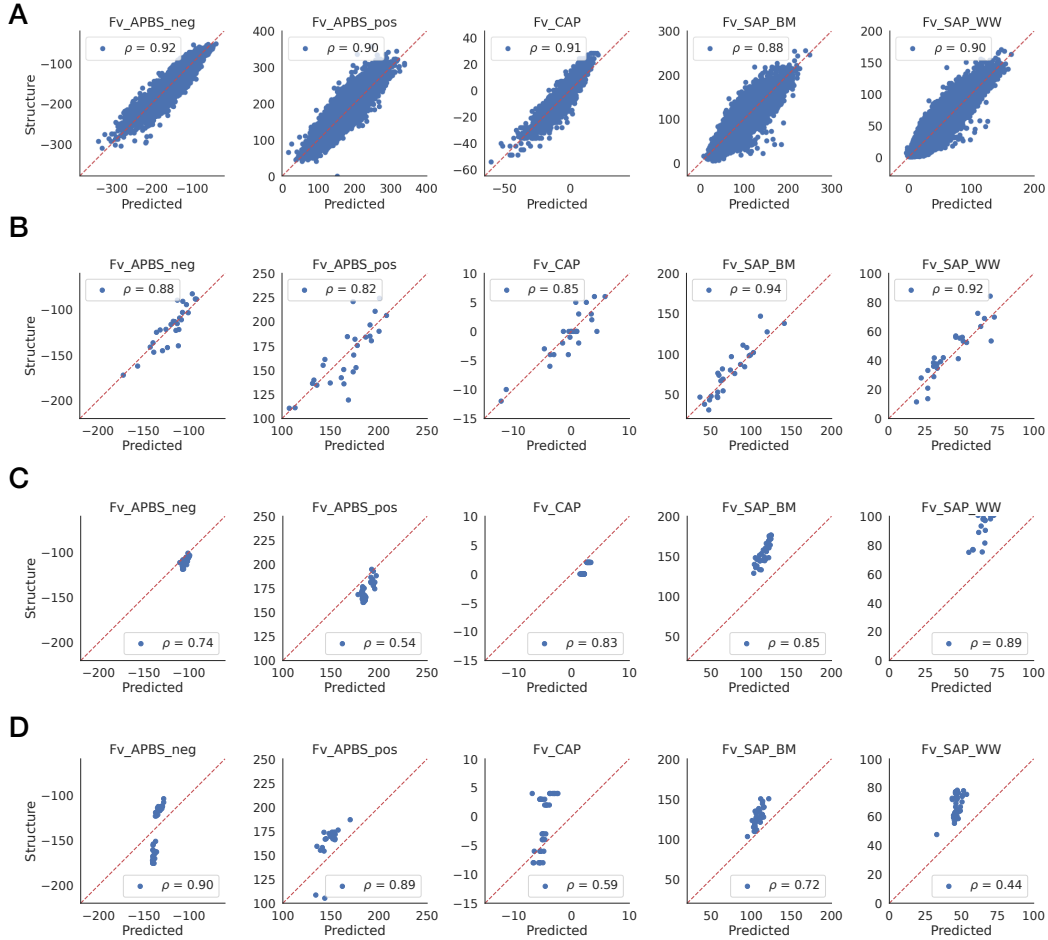 A
Fv_APBS_neg Fv_APBS_pos Fv_CAP Fv_SAP_BM Fv_SAP_WW
ρ = 0.92 ρ = 0.90 ρ = 0.91 ρ = 0.88 ρ = 0.90
Structure
−100 −200 −300
400 300 200 100 0
40 20 0 −20 −40 −60
300 200 100 0
200 150 100 50 0
−300 −200 −100 0 100 200 300 400 −50 0 0 100 200 300 0 100 200
Predicted Predicted Predicted Predicted Predicted
B
Fv_APBS_neg Fv_APBS_pos Fv_CAP Fv_SAP_BM Fv_SAP_WW
ρ = 0.88 ρ = 0.82 ρ = 0.85 ρ = 0.94 ρ = 0.92
Structure
−100 −150 −200
250 225 200 175 150 125 100
10 5 0 −5 −10 −15
200 150 100 50
100 80 60 40 20 0
−200 −150 −100 100 150 200 250 −10 0 10 50 100 150 200 0 25 50 75 100
Predicted Predicted Predicted Predicted Predicted
C
Fv_APBS_neg Fv_APBS_pos Fv_CAP Fv_SAP_BM Fv_SAP_WW
Structure
−100 −150 −200
250 225 200 175 150 125 100
10 5 0 −5 −10 −15
200 150 100 50
100 80 60 40 20 0
ρ = 0.74 ρ = 0.54 ρ = 0.83 ρ = 0.85 ρ = 0.89
−200 −150 −100 100 150 200 250 −10 0 10 50 100 150 200 0 25 50 75 100
Predicted Predicted Predicted Predicted Predicted
D
Fv_APBS_neg Fv_APBS_pos Fv_CAP Fv_SAP_BM Fv_SAP_WW
Structure
−100 −150 −200
250 225 200 175 150 125 100
10 5 0 −5 −10 −15
200 150 100 50
100 80 60 40 20 0
ρ = 0.90 ρ = 0.89 ρ = 0.59 ρ = 0.72 ρ = 0.44
−200 −150 −100 100 150 200 250 −10 0 10 50 100 150 200 0 25 50 75 100
Predicted Predicted Predicted Predicted Predicted